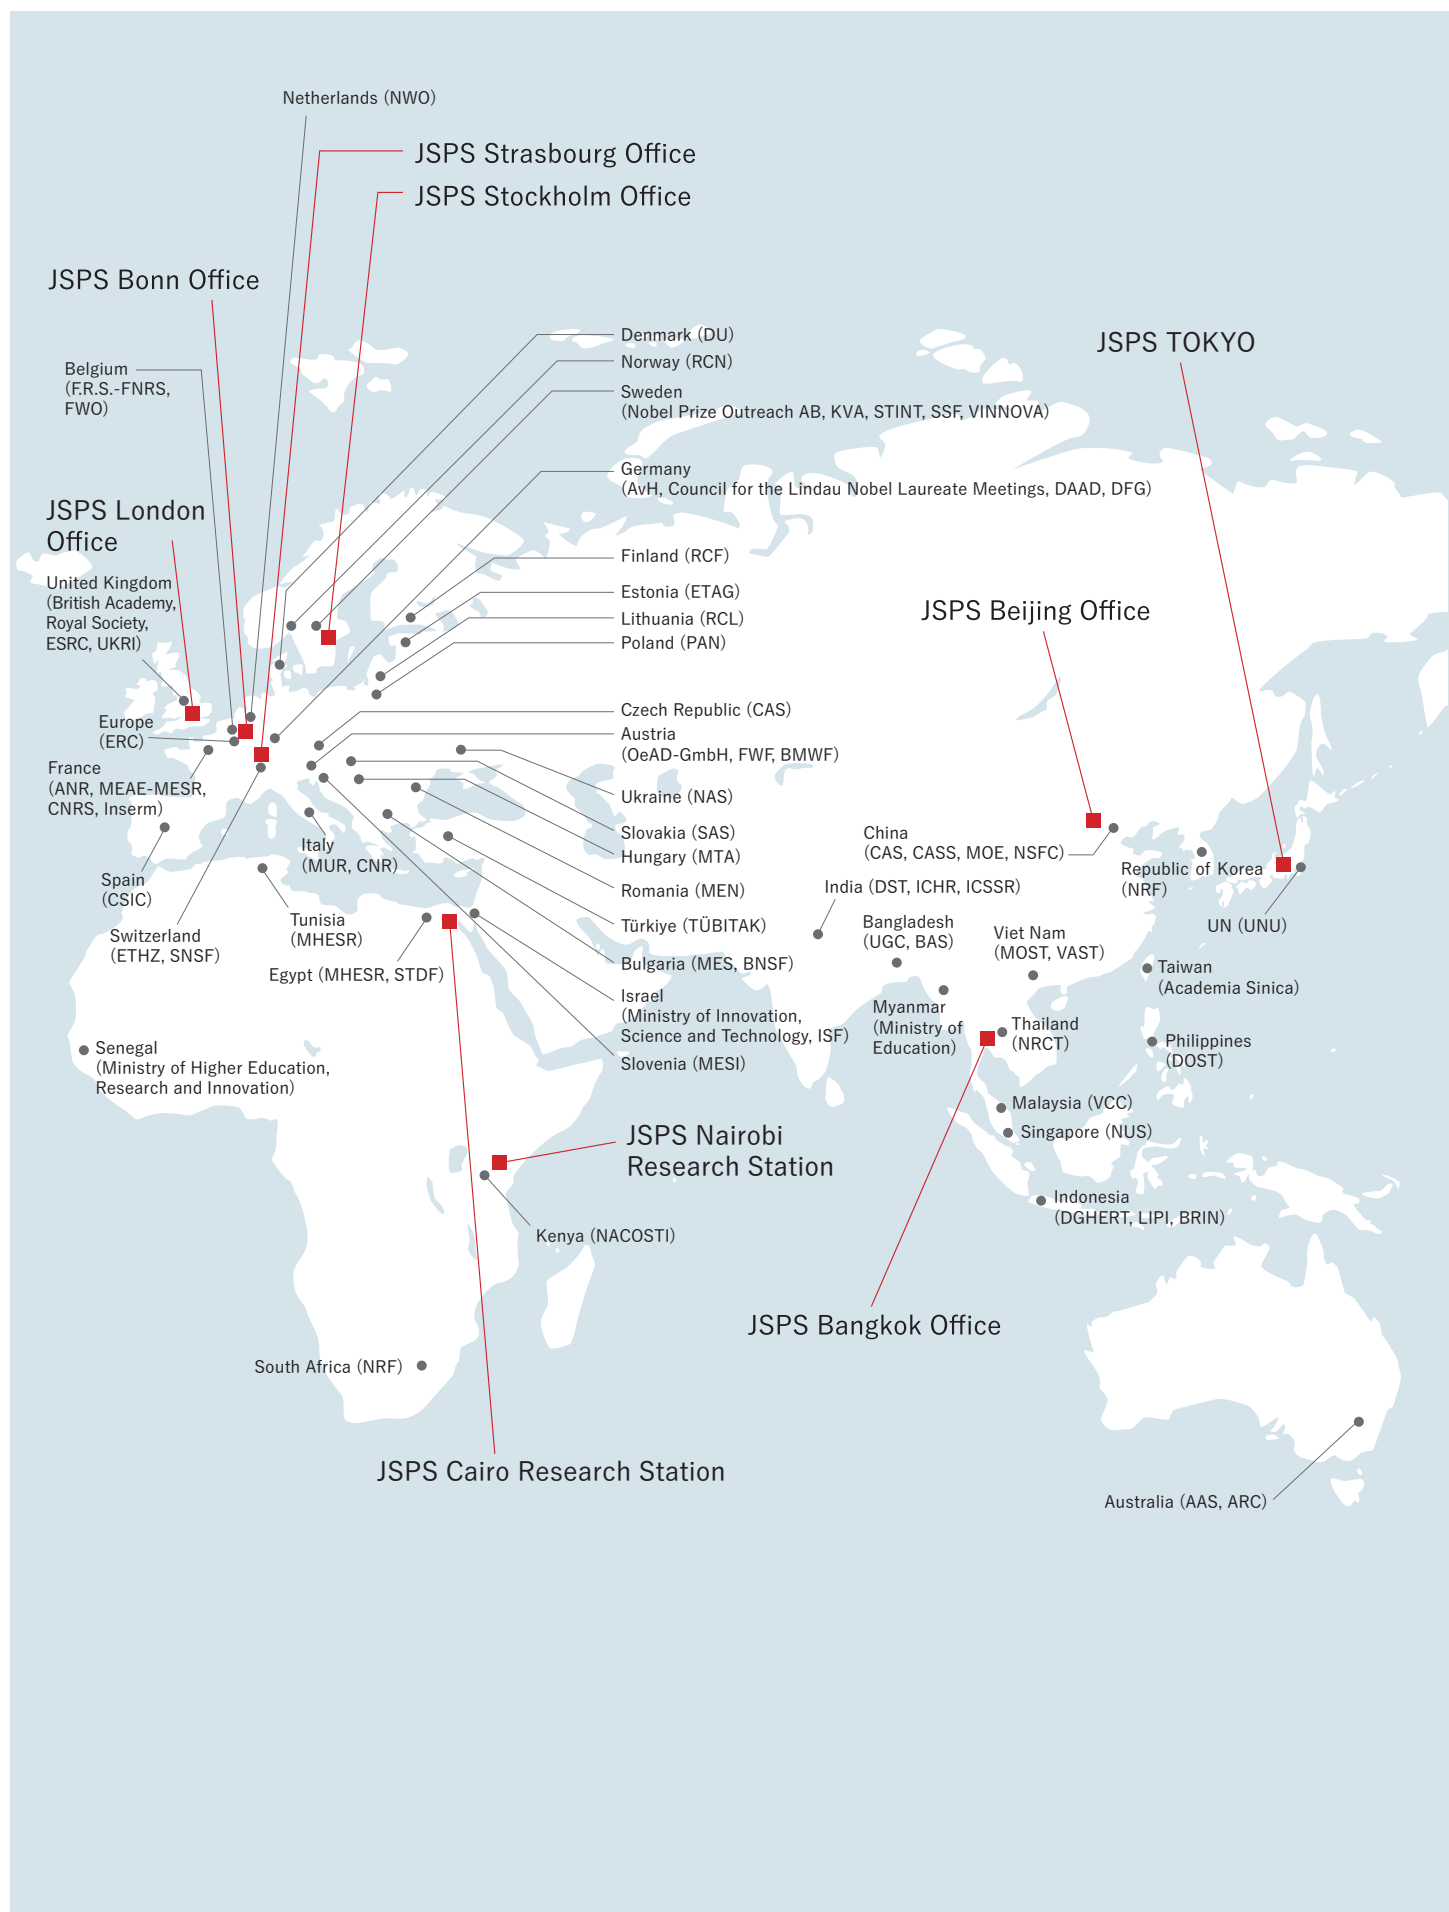 Netherlands (NWO)
JSPS Strasbourg Office
JSPS Stockholm Office
JSPS Bonn Office
Denmark (DU)
JSPS TOKYO
Norway (RCN)
Belgium
(F.R.S.-FNRS,
FWO)
Sweden
(Nobel Prize Outreach AB, KVA, STINT, SSF, VINNOVA)
Germany
(AvH, Council for the Lindau Nobel Laureate Meetings, DAAD, DFG)
JSPS London
Office
Finland (RCF)
United Kingdom
(British Academy,
Royal Society,
ESRC, UKRI)
Estonia (ETAG)
JSPS Beijing Office
Lithuania (RCL)
Poland (PAN)
Czech Republic (CAS)
Europe
(ERC)
Austria
(OeAD-GmbH, FWF, BMWF)
France
(ANR, MEAE-MESR,
CNRS, Inserm)
Ukraine (NAS)
Slovakia (SAS)
China
(CAS, CASS, MOE, NSFC)
Italy
(MUR, CNR)
Hungary (MTA)
Republic of Korea
(NRF)
Spain
(CSIC)
Romania (MEN)
India (DST, ICHR, ICSSR)
Tunisia
(MHESR)
Türkiye (TÜBITAK)
Bangladesh
(UGC, BAS)
UN (UNU)
Switzerland
(ETHZ, SNSF)
Viet Nam
(MOST, VAST)
Egypt (MHESR, STDF)
Bulgaria (MES, BNSF)
Taiwan
(Academia Sinica)
Israel
(Ministry of Innovation,
Science and Technology, ISF)
Myanmar
(Ministry of
Education)
Thailand
(NRCT)
Philippines
(DOST)
Senegal
(Ministry of Higher Education,
Research and Innovation)
Slovenia (MESI)
Malaysia (VCC)
Singapore (NUS)
JSPS Nairobi
Research Station
Indonesia
(DGHERT, LIPI, BRIN)
Kenya (NACOSTI)
JSPS Bangkok Office
South Africa (NRF)
JSPS Cairo Research Station
Australia (AAS, ARC)